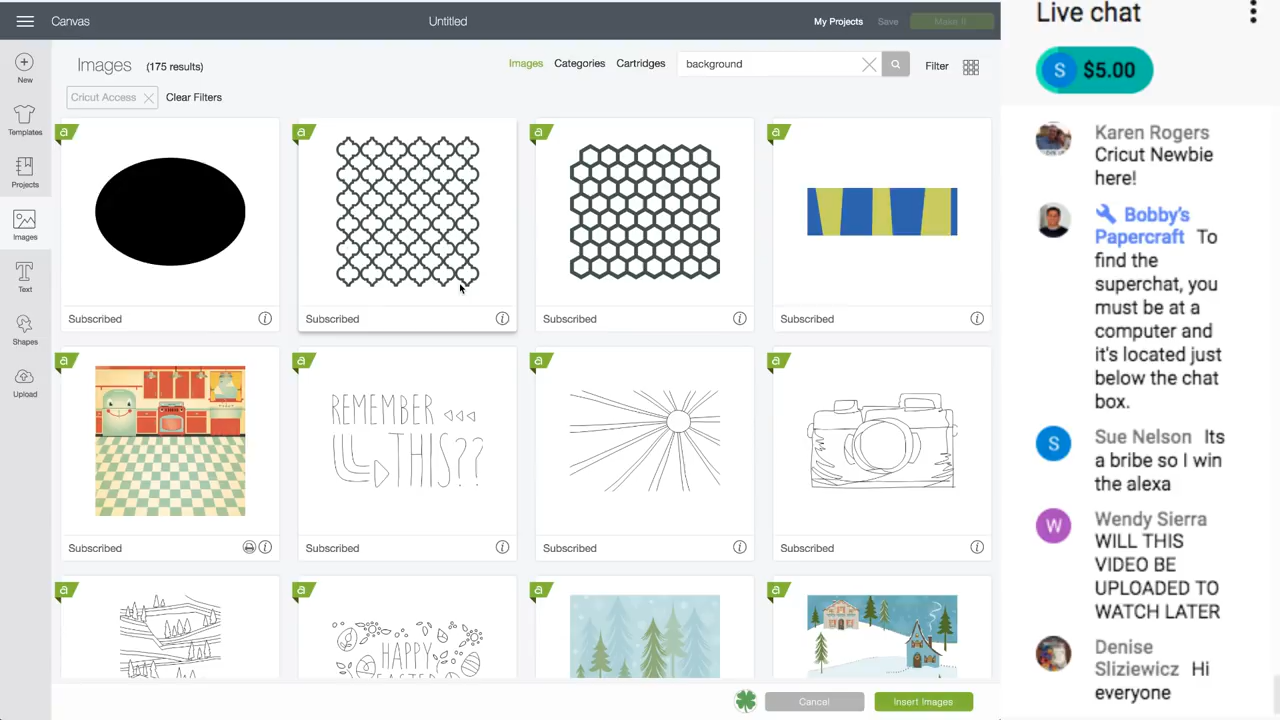 Canvas
Untitled
My Projects
Save
Make It
New
Templates
Projects
Images
Text
Shapes
Upload
Images
(175 results)
Images
Categories
Cartridges
background
Filter
Cricut Access
Clear Filters
a
a
a
a
Subscribed
Subscribed
Subscribed
Subscribed
a
a
a
a
REMEMBER
THIS??
Subscribed
Subscribed
Subscribed
Subscribed
a
a
a
a
HAPPY
Cancel
Insert Images
Live chat
S
$5.00
Karen Rogers
Cricut Newbie
here!
Bobby's
Papercraft To
find the
superchat, you
must be at a
computer and
it's located just
below the chat
box.
S
Sue Nelson Its
a bribe so I win
the alexa
W
Wendy Sierra
WILL THIS
VIDEO BE
UPLOADED TO
WATCH LATER
Denise
Sliziewicz Hi
everyone